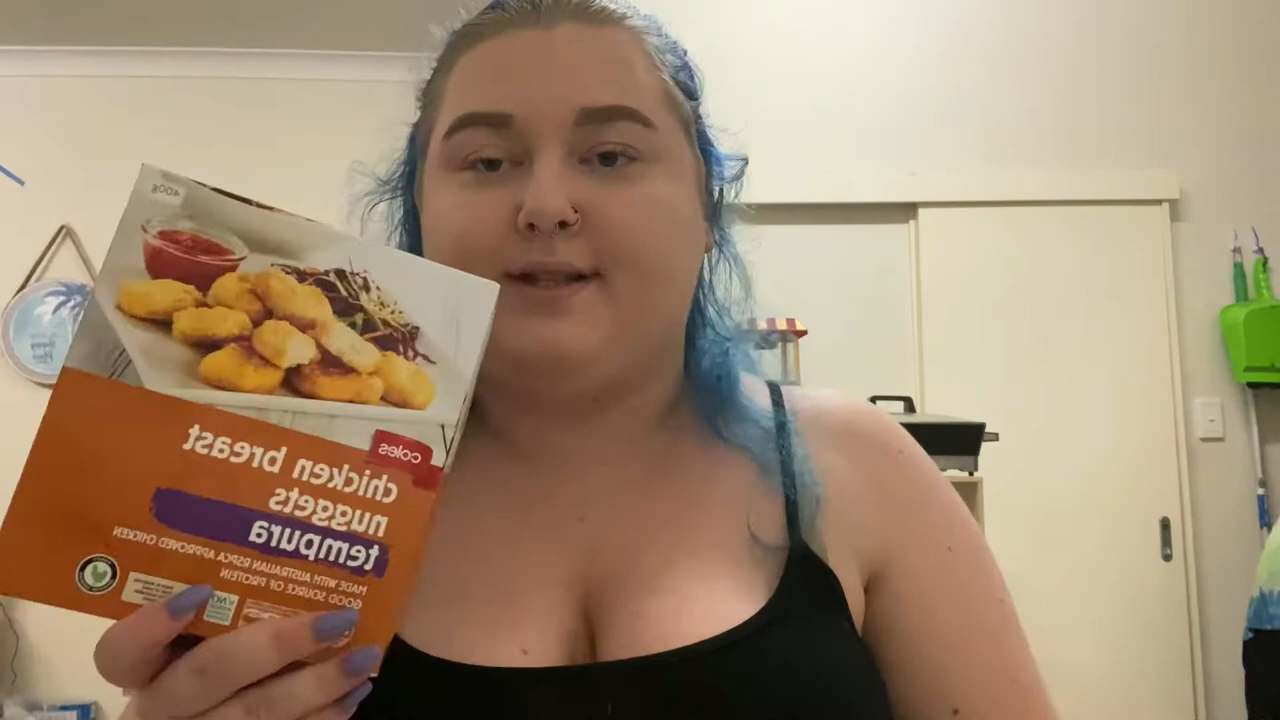 400g
coles
chicken breast
nuggets
tempura
MADE WITH AUSTRALIAN RSPCA APPROVED CHICKEN
GOOD SOURCE OF PROTEIN